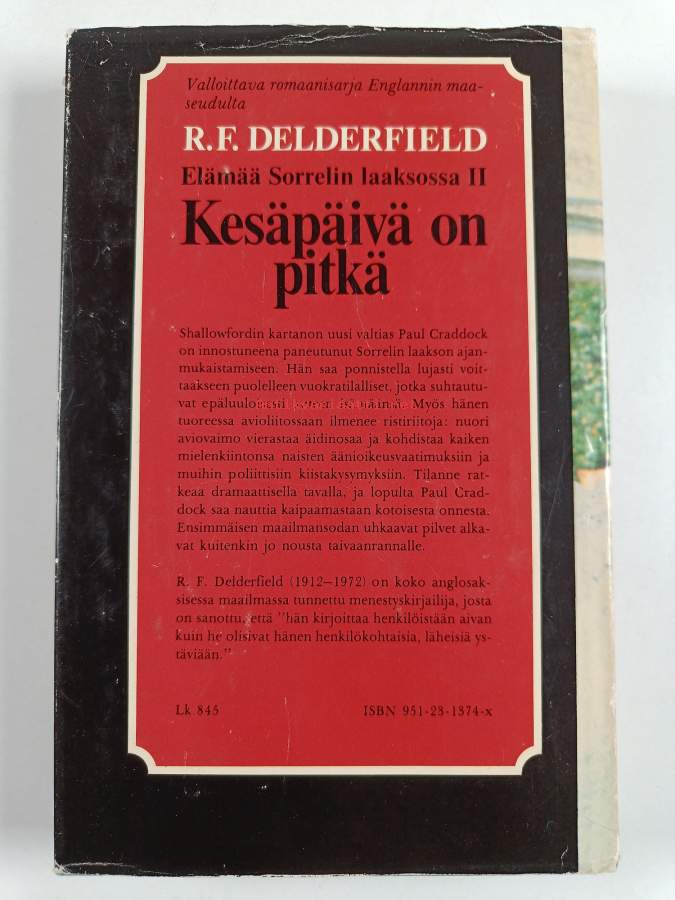 Valloittava romaanisarja Englannin maa-
seudulta
R. F. DELDERFIELD
Elämää Sorrelin laaksossa II
Kesäpäivä on
pitkä
Shallowfordin kartanon uusi valtias Paul Craddock
on innostuneena paneutunut Sorrelin laakson ajan-
mukaistamiseen. Hän saa ponnistella lujasti voit-
taakseen puolelleen vuokratilalliset, jotka suhtautu-
vat epäluuloisesti Myös hänen
tuoreessa avioliitossaan ilmenee ristiriitoja: nuori
aviovaimo vierastaa äidinosaa ja kohdistaa kaiken
mielenkiintonsa naisten äänioikeusvaatimuksiin ja
muihin poliittisiin kiistakysymyksiin. Tilanne rat-
keaa dramaattisella tavalla, ja lopulta Paul Crad-
dock saa nauttia kaipaamastaan kotoisesta onnesta.
Ensimmäisen maailmansodan uhkaavat pilvet alka-
vat kuitenkin jo nousta taivaanrannalle.
R. F. Delderfield (1912–1972) on koko anglosak-
sisessa maailmassa tunnettu menestyskirjailija, josta
on sanottu, että "hän kirjoittaa henkilöistään aivan
kuin he olisivat hänen henkilökohtaisia, läheisiä ys-
täviään."
Lk 845
ISBN 951-23-1374-x